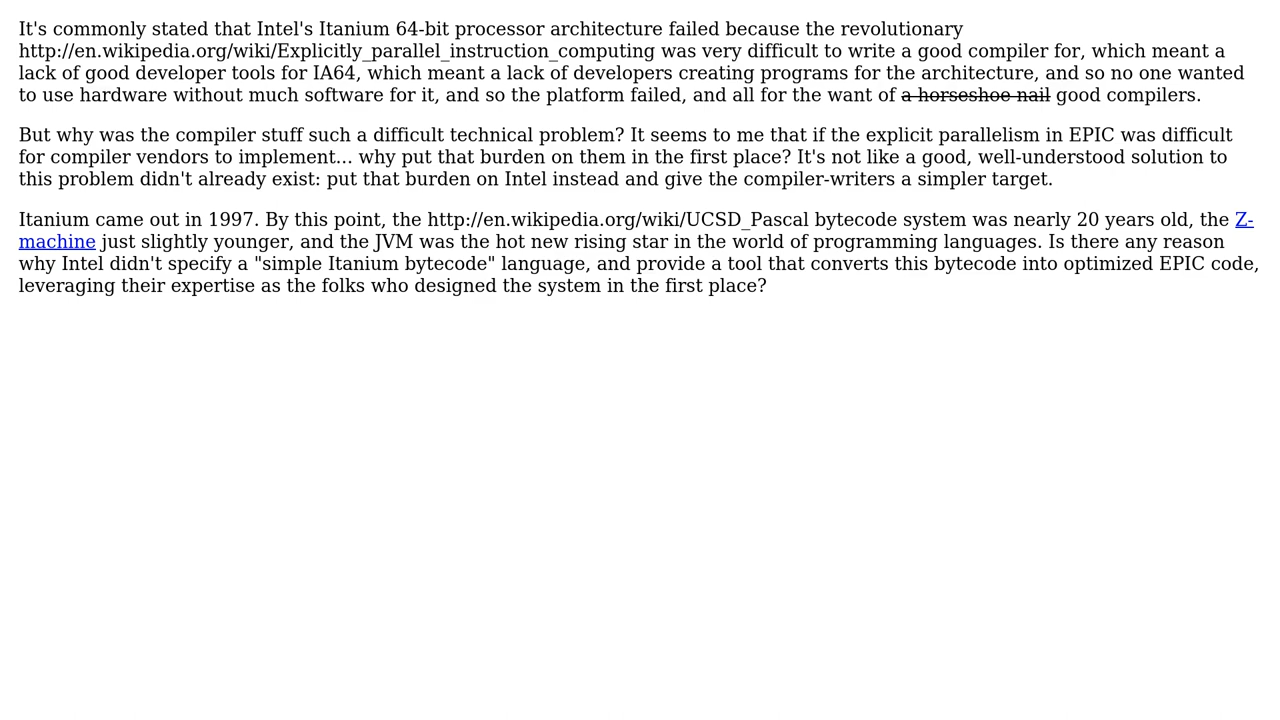 It's commonly stated that Intel's Itanium 64-bit processor architecture failed because the revolutionary
http://en.wikipedia.org/wiki/Explicitly_parallel_instruction_computing was very difficult to write a good compiler for, which meant a
lack of good developer tools for IA64, which meant a lack of developers creating programs for the architecture, and so no one wanted
to use hardware without much software for it, and so the platform failed, and all for the want of a horseshoe nail good compilers.
But why was the compiler stuff such a difficult technical problem? It seems to me that if the explicit parallelism in EPIC was difficult
for compiler vendors to implement... why put that burden on them in the first place? It's not like a good, well-understood solution to
this problem didn't already exist: put that burden on Intel instead and give the compiler-writers a simpler target.
Itanium came out in 1997. By this point, the http://en.wikipedia.org/wiki/UCSD_Pascal bytecode system was nearly 20 years old, the Z-
machine just slightly younger, and the JVM was the hot new rising star in the world of programming languages. Is there any reason
why Intel didn't specify a "simple Itanium bytecode" language, and provide a tool that converts this bytecode into optimized EPIC code,
leveraging their expertise as the folks who designed the system in the first place?